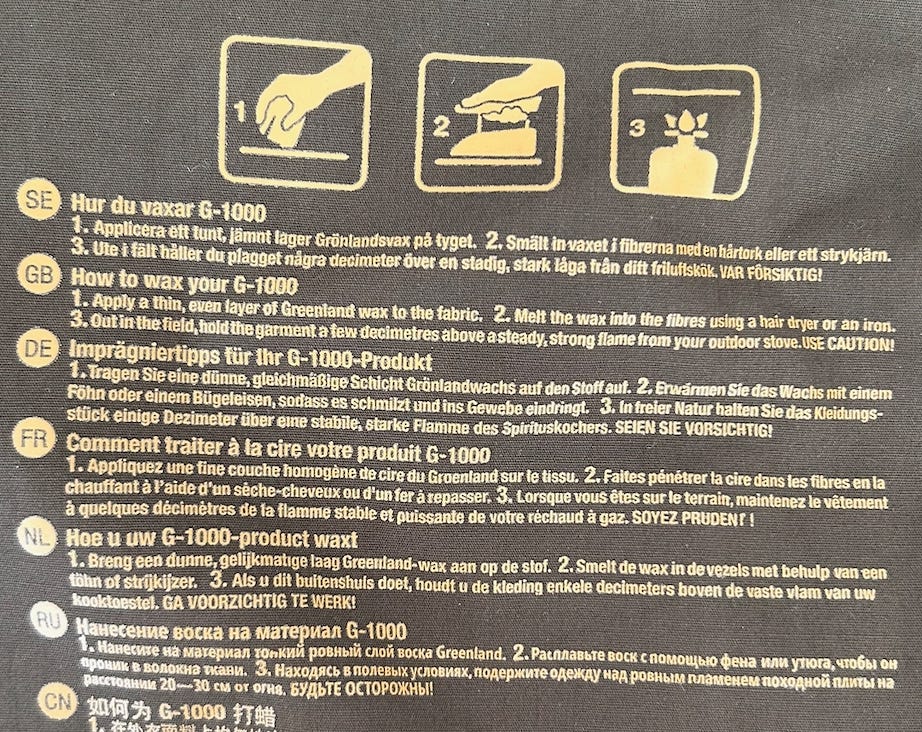 1
2
3
SE Hur du vaxar G-1000
1. Applicera ett tunt, jämnt lager Grönlandsvax på tyget. 2. Smält in vaxet i fibrerna med en hårtork eller ett strykjärn.
3. Ute i fält håller du plagget några decimeter över en stadig, stark låga från ditt friluftskök. VAR FÖRSIKTIG!
GB How to wax your G-1000
1. Apply a thin, even layer of Greenland wax to the fabric. 2. Melt the wax into the fibres using a hair dryer or an iron.
3. Out in the field, hold the garment a few decimetres above a steady, strong flame from your outdoor stove. USE CAUTION!
DE Imprägniertipps für Ihr G-1000-Produkt
1. Tragen Sie eine dünne, gleichmäßige Schicht Grönlandwachs auf den Stoff auf. 2. Erwärmen Sie das Wachs mit einem
Föhn oder einem Bügeleisen, sodass es schmilzt und ins Gewebe eindringt. 3. In freier Natur halten Sie das Kleidungs-
stück einige Dezimeter über eine stabile, starke Flamme des Spirituskochers. SEIEN SIE VORSICHTIG!
FR Comment traiter à la cire votre produit G-1000
1. Appliquez une fine couche homogène de cire du Groenland sur le tissu. 2. Faites pénétrer la cire dans les fibres en la
chauffant à l'aide d'un sèche-cheveux ou d'un fer à repasser. 3. Lorsque vous êtes sur le terrain, maintenez le vêtement
à quelques décimètres de la flamme stable et puissante de votre réchaud à gaz. SOYEZ PRUDENT !
NL Hoe u uw G-1000-product waxt
1. Breng een dunne, gelijkmatige laag Greenland-wax aan op de stof. 2. Smelt de wax in de vezels met behulp van een
föhn of strijkijzer. 3. Als u dit buitenshuis doet, houdt u de kleding enkele decimeters boven de vaste vlam van uw
kooktoestel. GA VOORZICHTIG TE WERK!
RU Нанесение воска на материал G-1000
1. Нанесите на материал тонкий ровный слой воска Greenland. 2. Расплавьте воск с помощью фена или утюга, чтобы он
проник в волокна ткани. 3. Находясь в полевых условиях, подержите одежду над ровным пламенем походной плиты на
расстоянии 20—30 см от огня. БУДЬТЕ ОСТОРОЖНЫ!
CN 如何为 G-1000 打蜡
1. 在外衣面料上均